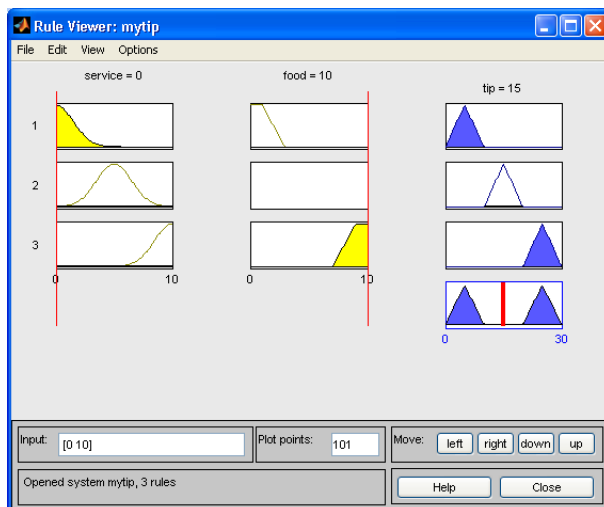 Rule Viewer: mytip
File Edit View Options
service = 0 food = 10 tip = 15
1
2
3
0 10 0 10
0 30
Input: [0 10] Plot points: 101 Move: left right down up
Opened system mytip, 3 rules Help Close